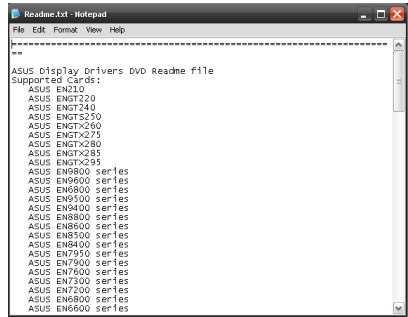 Readme.txt - Notepad
File Edit Format View Help
==
ASUS Display Drivers DVD Readme file
Supported Cards:
ASUS EN210
ASUS ENGT220
ASUS ENGT240
ASUS ENGTS250
ASUS ENGTX260
ASUS ENGTX275
ASUS ENGTX280
ASUS ENGTX285
ASUS ENGTX295
ASUS EN9800 series
ASUS EN9600 series
ASUS EN6800 series
ASUS EN9500 series
ASUS EN9400 series
ASUS EN8800 series
ASUS EN8600 series
ASUS EN8500 series
ASUS EN8400 series
ASUS EN7950 series
ASUS EN7900 series
ASUS EN7600 series
ASUS EN7300 series
ASUS EN7200 series
ASUS EN6800 series
ASUS EN6600 series